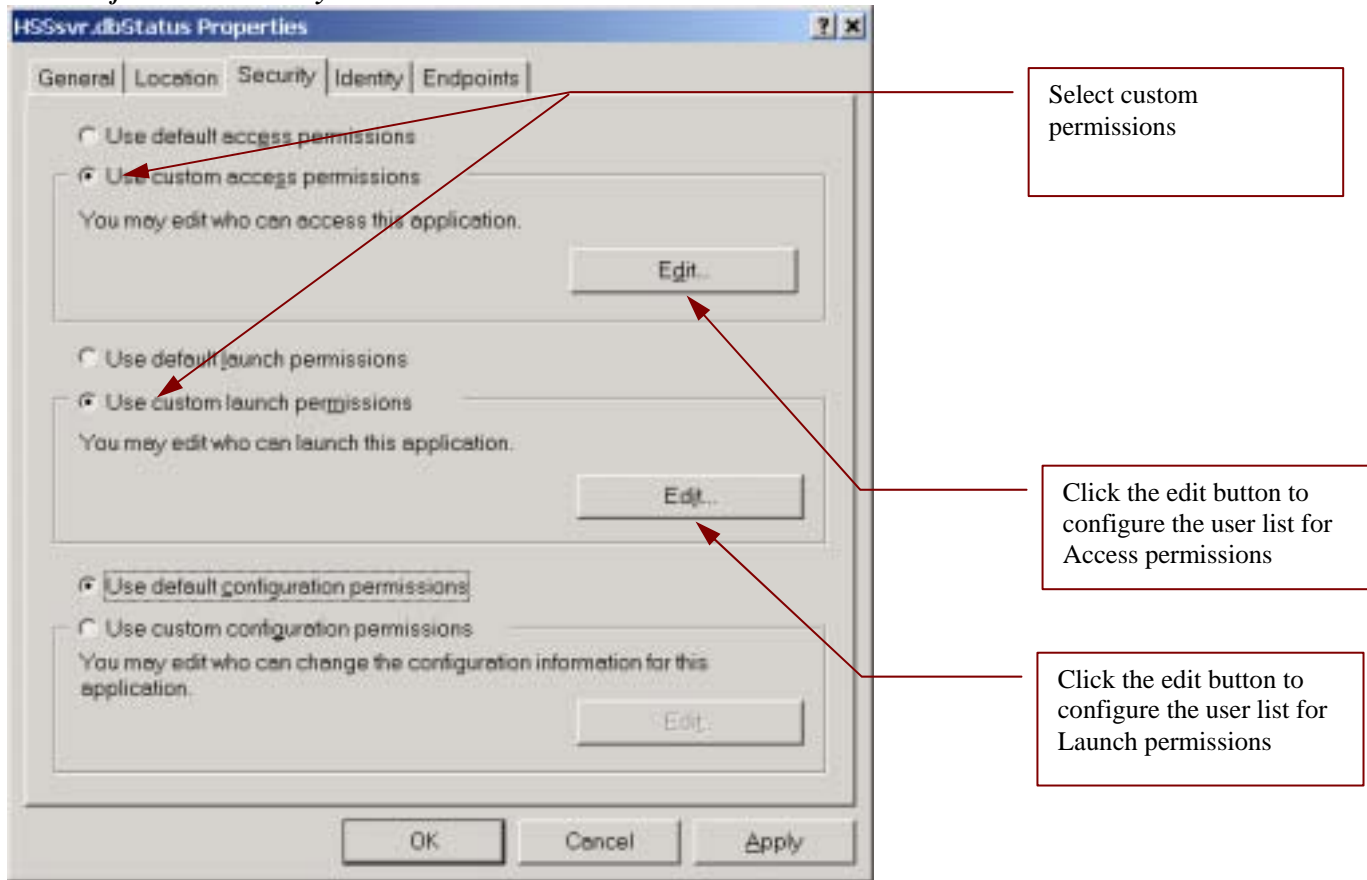 HSSsvr.dbStatus Properties
General Location Security Identity Endpoints
Use default access permissions
Use custom access permissions
You may edit who can access this application.
Edit...
Use default launch permissions
Use custom launch permissions
You may edit who can launch this application.
Edit...
Use default configuration permissions
Use custom configuration permissions
You may edit who can change the configuration information for this
application.
Edit...
OK Cancel Apply
Select custom
permissions
Click the edit button to
configure the user list for
Access permissions
Click the edit button to
configure the user list for
Launch permissions